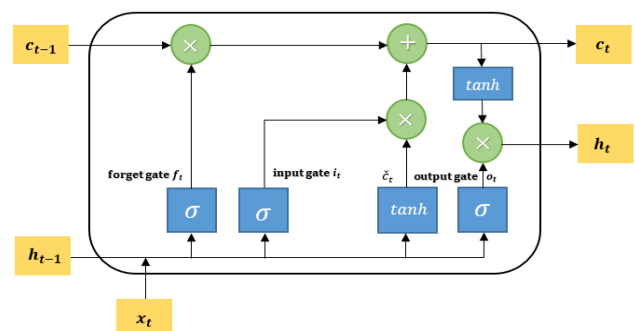 c_{t-1}
×
+
c_t
tanh
×
×
h_t
forget gate f_t
input gate i_t
č_t
output gate o_t
σ
σ
tanh
σ
h_{t-1}
x_t